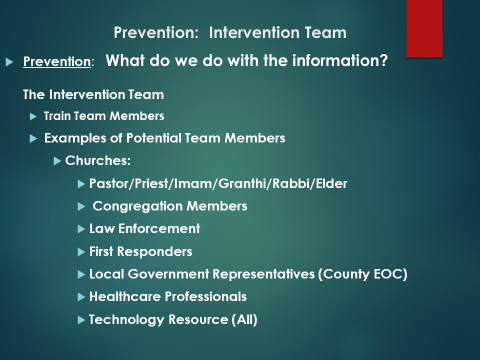 Prevention: Intervention Team
Prevention: What do we do with the information?
The Intervention Team
Train Team Members
Examples of Potential Team Members
Churches:
Pastor/Priest/Imam/Granthi/Rabbi/Elder
Congregation Members
Law Enforcement
First Responders
Local Government Representatives (County EOC)
Healthcare Professionals
Technology Resource (All)